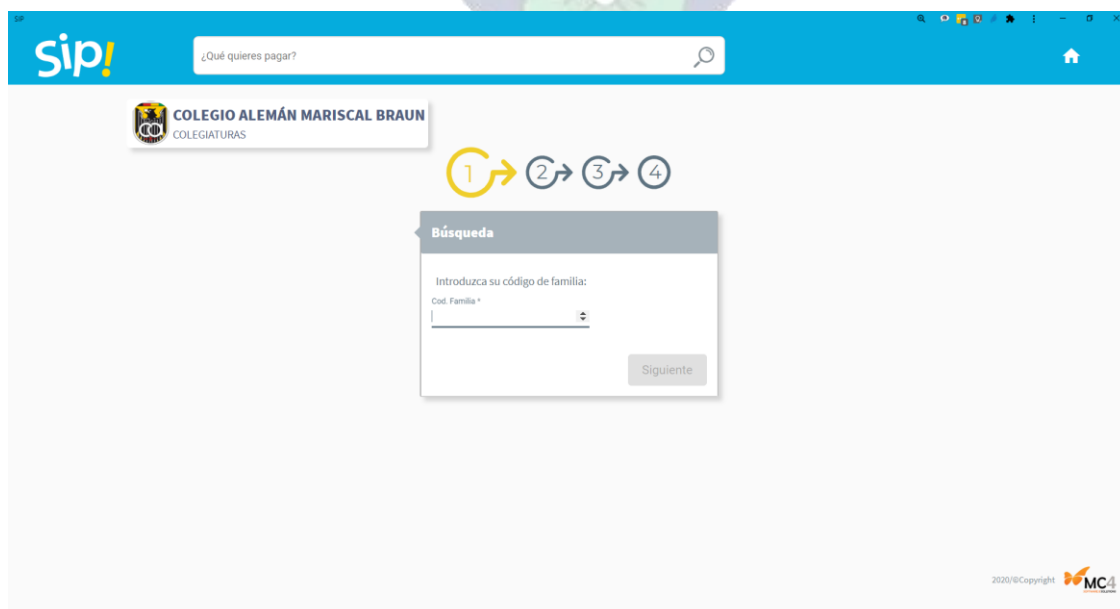 SIP
Sip!
¿Qué quieres pagar?
COLEGIO ALEMÁN MARISCAL BRAUN
COLEGIATURAS
1 2 3 4
Búsqueda
Introduzca su código de familia:
Cod. Familia *
Siguiente
2020/©Copyright MC4